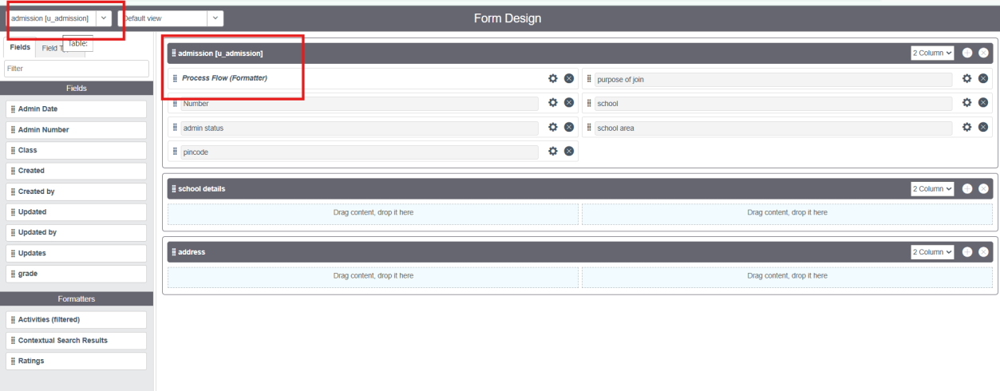 admission [u_admission]
Default view
Form Design
Table:
Fields
Field Ty
Filter
Fields
Admin Date
Admin Number
Class
Created
Created by
Updated
Updated by
Updates
grade
Formatters
Activities (filtered)
Contextual Search Results
Ratings
admission [u_admission]
2 Column
Process Flow (Formatter)
purpose of join
Number
school
admin status
school area
pincode
school details
2 Column
Drag content, drop it here
Drag content, drop it here
address
2 Column
Drag content, drop it here
Drag content, drop it here